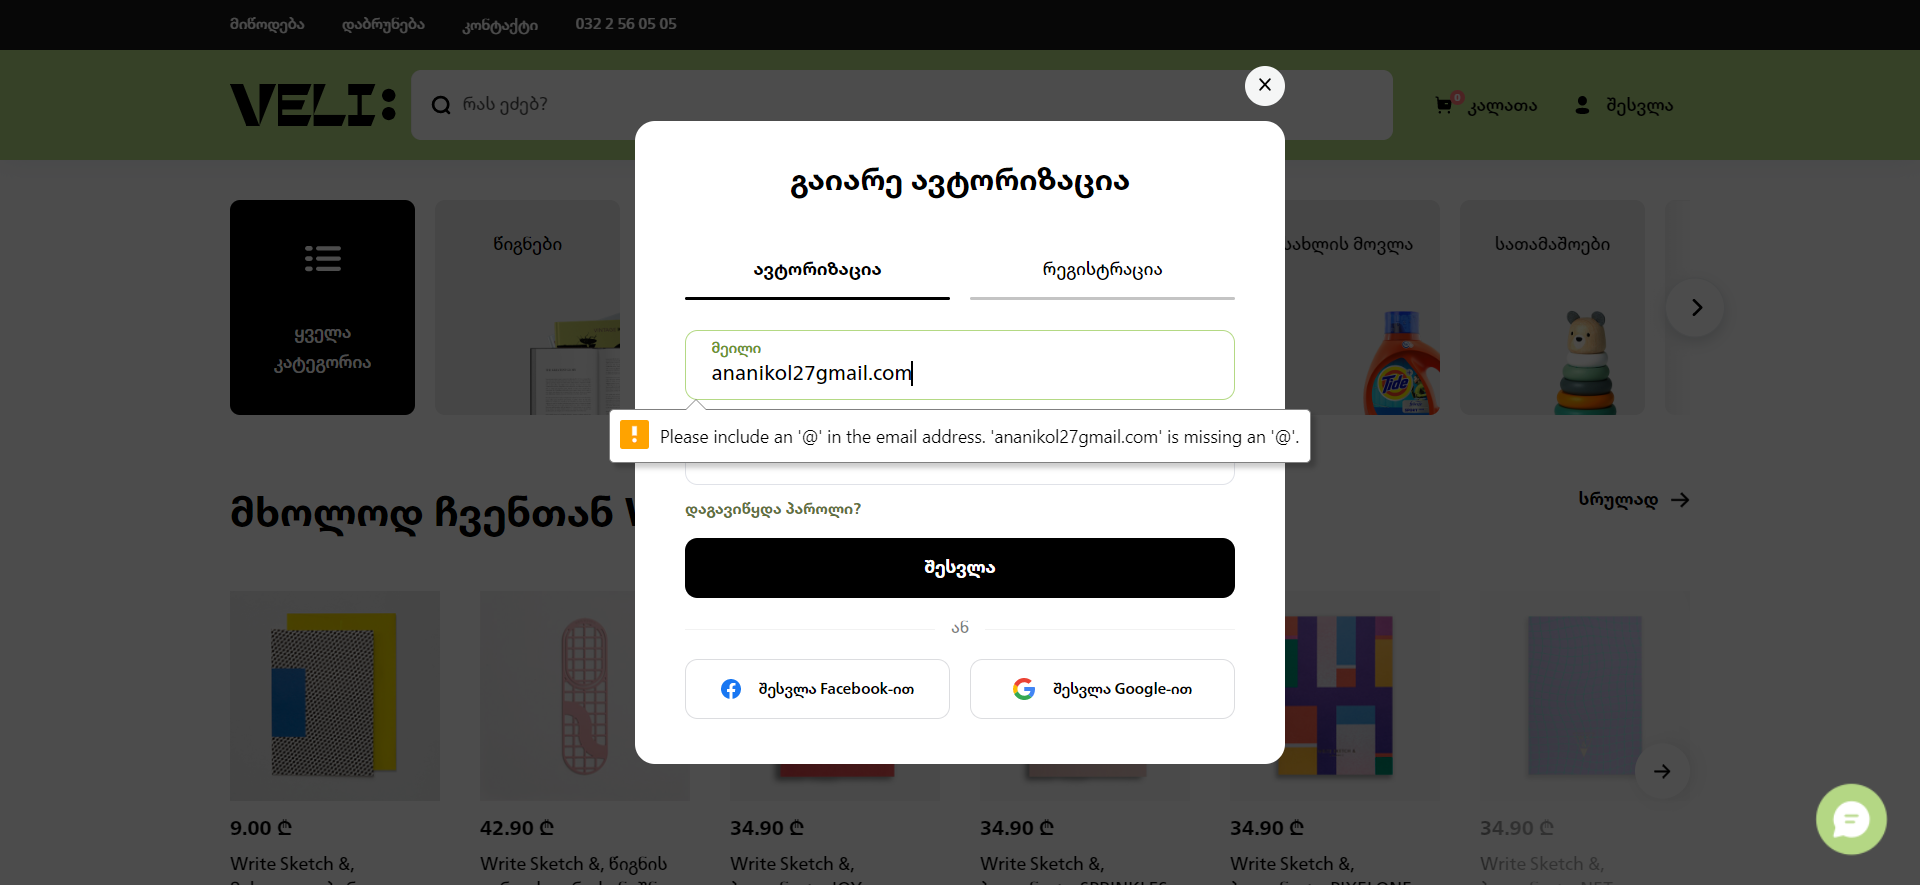 მიწოდება დაბრუნება კონტაქტი 032 2 56 05 05
VELI:
რას ეძებ?
0
კალათა
შესვლა
გაიარე ავტორიზაცია
ავტორიზაცია
რეგისტრაცია
მეილი
ananikol27gmail.com
Please include an '@' in the email address. 'ananikol27gmail.com' is missing an '@'.
დაგავიწყდა პაროლი?
შესვლა
ან
შესვლა Facebook-ით
შესვლა Google-ით
ყველა
კატეგორია
წიგნები
სახლის მოვლა
Tide
სათამაშოები
მხოლოდ ჩვენთან
სრულად
9.00 ₾
Write Sketch &,
42.90 ₾
Write Sketch &, წიგნის
34.90 ₾
Write Sketch &,
34.90 ₾
Write Sketch &,
34.90 ₾
Write Sketch &,
34.90 ₾
Write Sketch &,